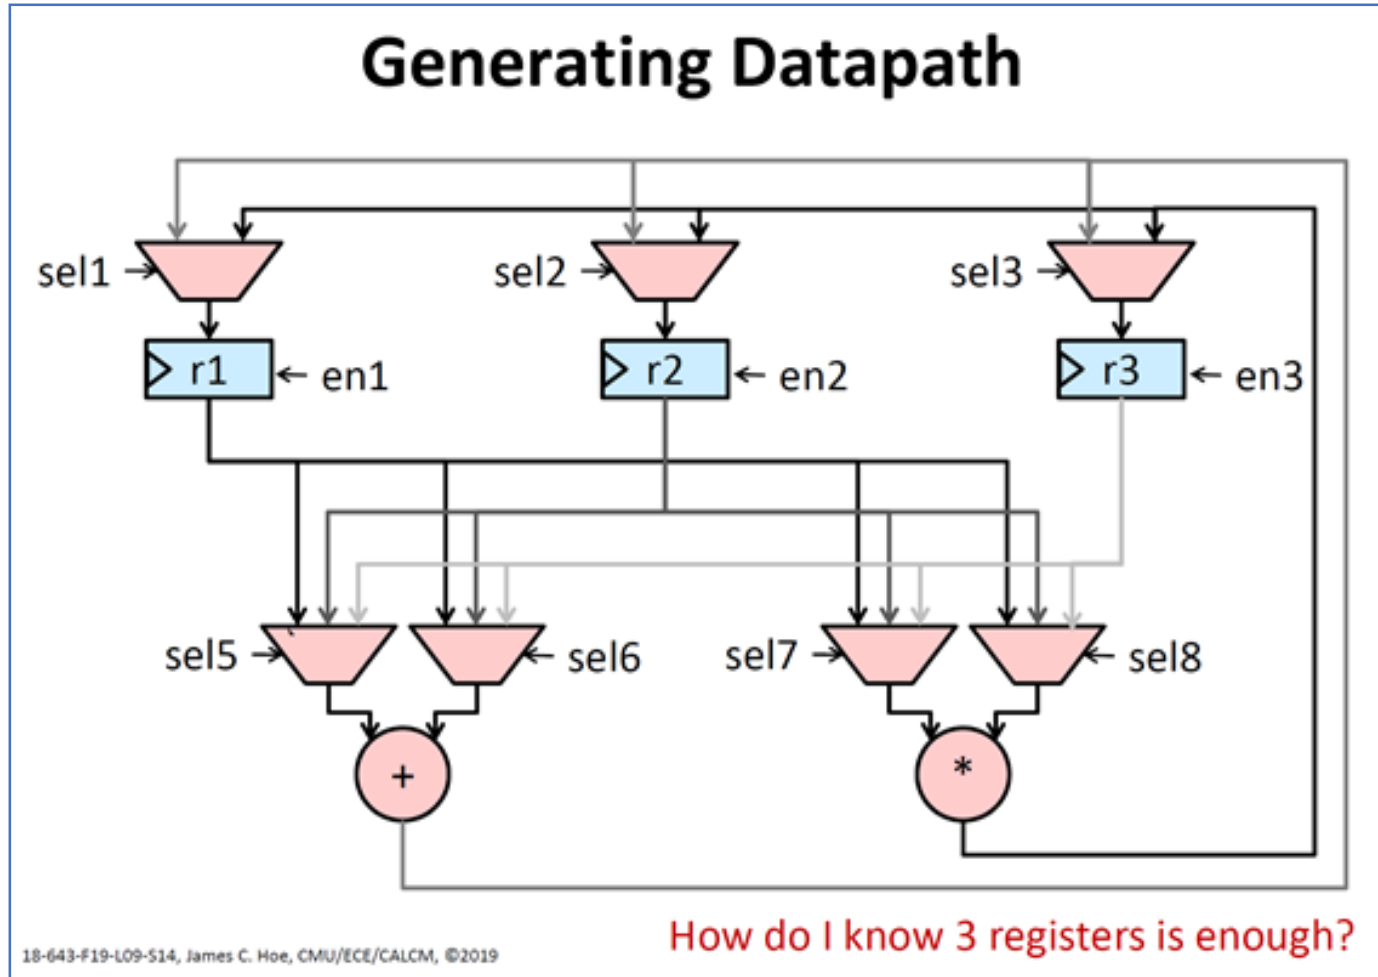 Generating Datapath
sel1
sel2
sel3
r1
en1
r2
en2
r3
en3
sel5
sel6
sel7
sel8
+
*
How do I know 3 registers is enough?
18-643-F19-L09-S14, James C. Hoe, CMU/ECE/CALCM, ©2019